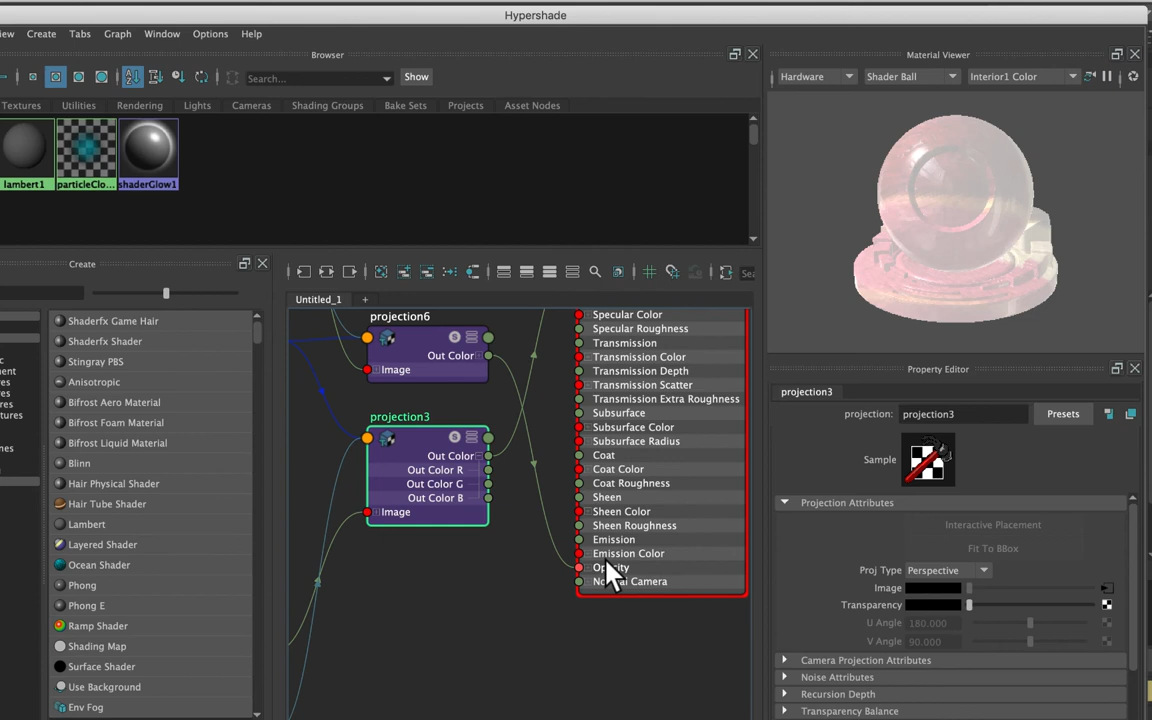 Hypershade
Create Tabs Graph Window Options Help
Browser
Search...
Show
Textures Utilities Rendering Lights Cameras Shading Groups Bake Sets Projects Asset Nodes
lambert1 particleClo... shaderGlow1
Material Viewer
Hardware Shader Ball Interior1 Color
Create
Shaderfx Game Hair
Shaderfx Shader
Stingray PBS
Anisotropic
Bifrost Aero Material
Bifrost Foam Material
Bifrost Liquid Material
Blinn
Hair Physical Shader
Hair Tube Shader
Lambert
Layered Shader
Ocean Shader
Phong
Phong E
Ramp Shader
Shading Map
Surface Shader
Use Background
Env Fog
Untitled_1 +
projection6
Out Color
Image
projection3
Out Color
Out Color R
Out Color G
Out Color B
Image
Specular Color
Specular Roughness
Transmission
Transmission Color
Transmission Depth
Transmission Scatter
Transmission Extra Roughness
Subsurface
Subsurface Color
Subsurface Radius
Coat
Coat Color
Coat Roughness
Sheen
Sheen Color
Sheen Roughness
Emission
Emission Color
Camera
Property Editor
projection3
projection: projection3 Presets
Sample
Projection Attributes
Interactive Placement
Fit To BBox
Proj Type Perspective
Image
Transparency
U Angle 180.000
V Angle 90.000
Camera Projection Attributes
Noise Attributes
Recursion Depth
Transparency Balance